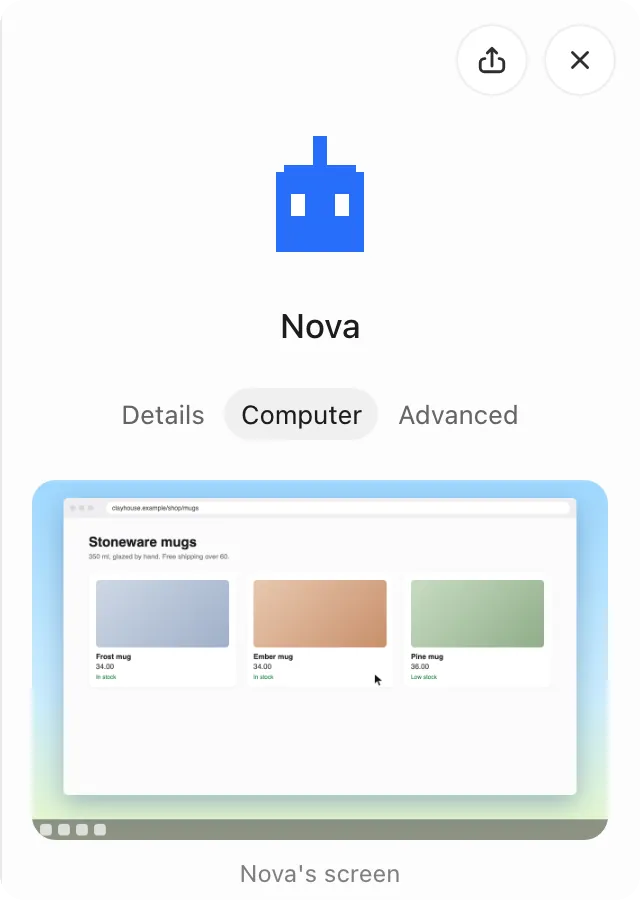 Nova
Details Computer Advanced
clayhouse.example/shop/mugs
Stoneware mugs
350 ml, glazed by hand. Free shipping over 60.
Frost mug Ember mug Pine mug
34.00 34.00 36.00
In stock In stock Low stock
Nova's screen